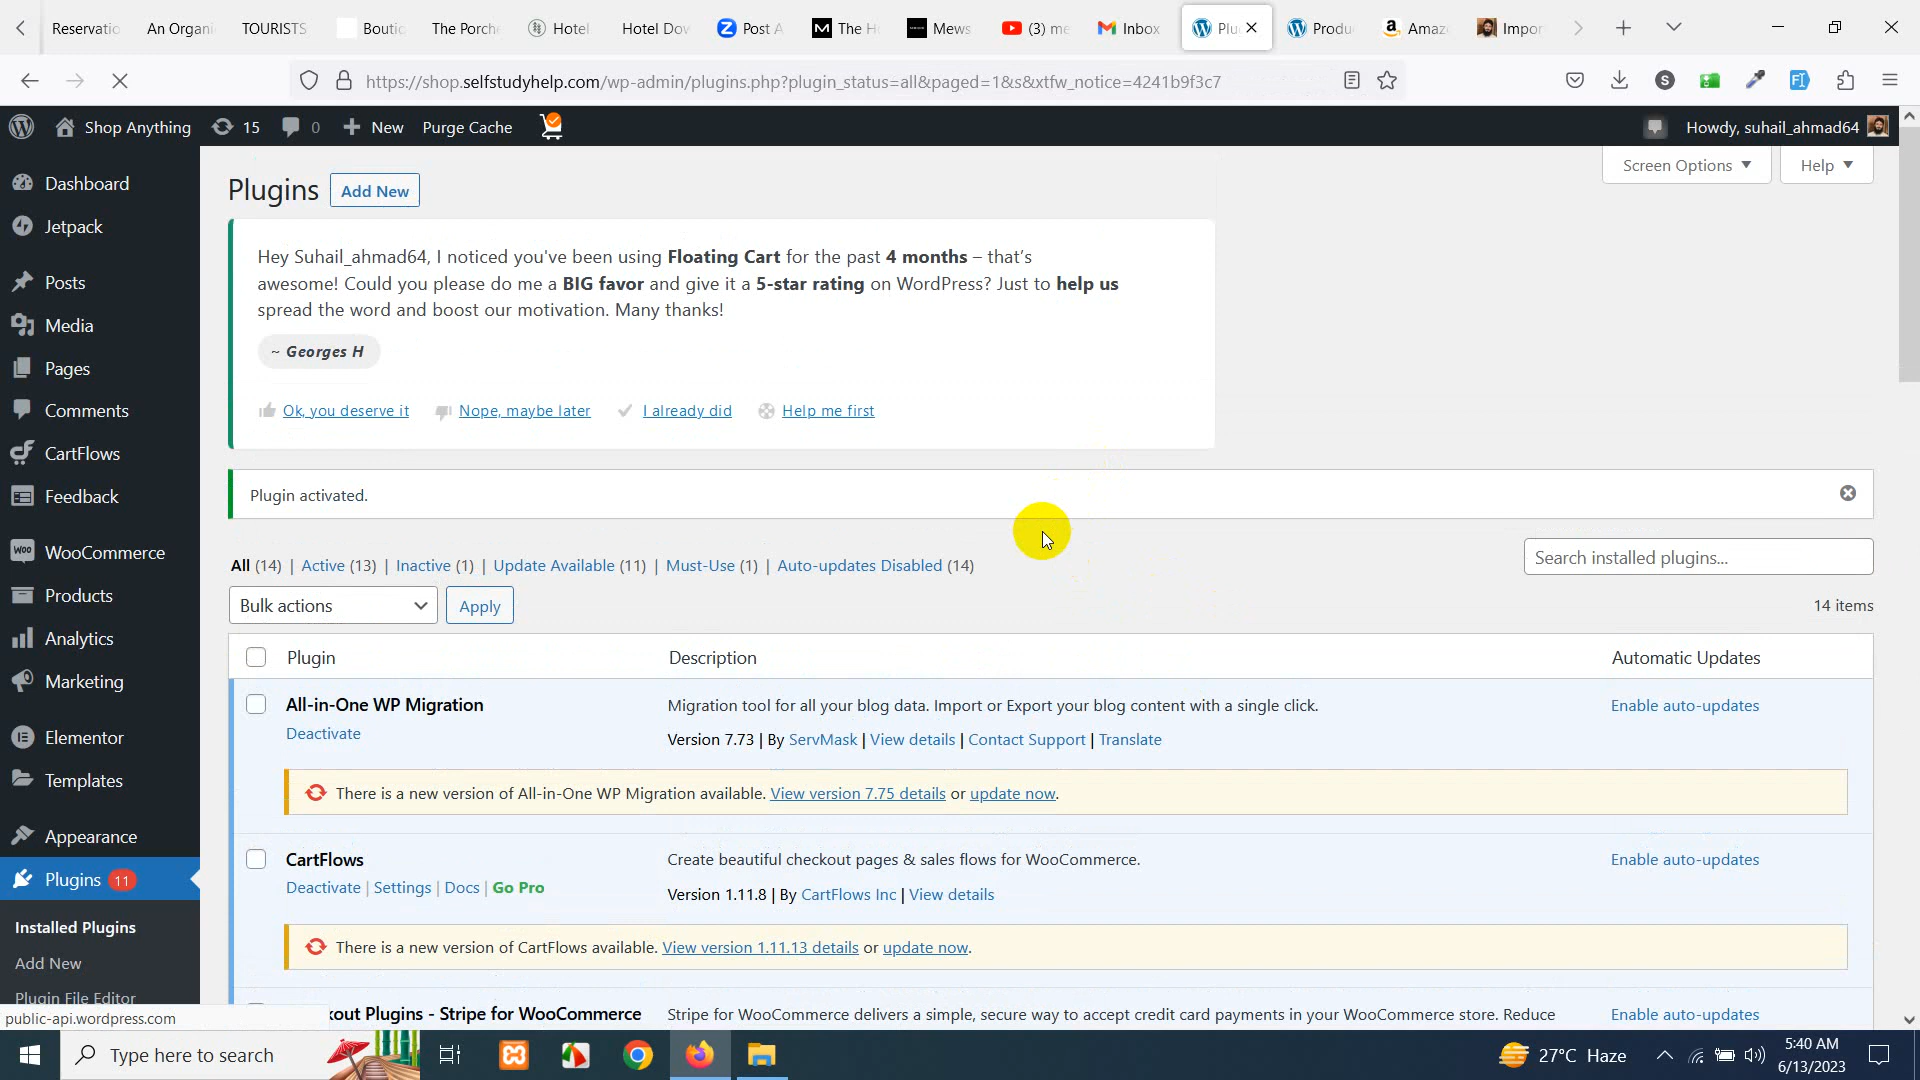 Reservatio
An Organi
TOURISTS
Boutic
The Porche
Hotel
Hotel Dov
Post A
The H
Mews
(3) me
Inbox
Plu
Produ
Amaz
Impor
https://shop.selfstudyhelp.com/wp-admin/plugins.php?plugin_status=all&paged=1&s&xtfw_notice=4241b9f3c7
Shop Anything
15
0
New
Purge Cache
Howdy, suhail_ahmad64
Screen Options
Help
Dashboard
Jetpack
Posts
Media
Pages
Comments
CartFlows
Feedback
WooCommerce
Products
Analytics
Marketing
Elementor
Templates
Appearance
Plugins 11
Installed Plugins
Add New
Plugin File Editor
public-api.wordpress.com
Plugins
Add New
Hey Suhail_ahmad64, I noticed you've been using Floating Cart for the past 4 months – that's
awesome! Could you please do me a BIG favor and give it a 5-star rating on WordPress? Just to help us
spread the word and boost our motivation. Many thanks!
~ Georges H
Ok, you deserve it
Nope, maybe later
I already did
Help me first
Plugin activated.
All (14) | Active (13) | Inactive (1) | Update Available (11) | Must-Use (1) | Auto-updates Disabled (14)
Search installed plugins...
Bulk actions
Apply
14 items
Plugin
Description
Automatic Updates
All-in-One WP Migration
Deactivate
Migration tool for all your blog data. Import or Export your blog content with a single click.
Version 7.73 | By ServMask | View details | Contact Support | Translate
Enable auto-updates
There is a new version of All-in-One WP Migration available. View version 7.75 details or update now.
CartFlows
Deactivate | Settings | Docs | Go Pro
Create beautiful checkout pages & sales flows for WooCommerce.
Version 1.11.8 | By CartFlows Inc | View details
Enable auto-updates
There is a new version of CartFlows available. View version 1.11.13 details or update now.
out Plugins - Stripe for WooCommerce
Stripe for WooCommerce delivers a simple, secure way to accept credit card payments in your WooCommerce store. Reduce
Enable auto-updates
Type here to search
27°C Haze
5:40 AM
6/13/2023